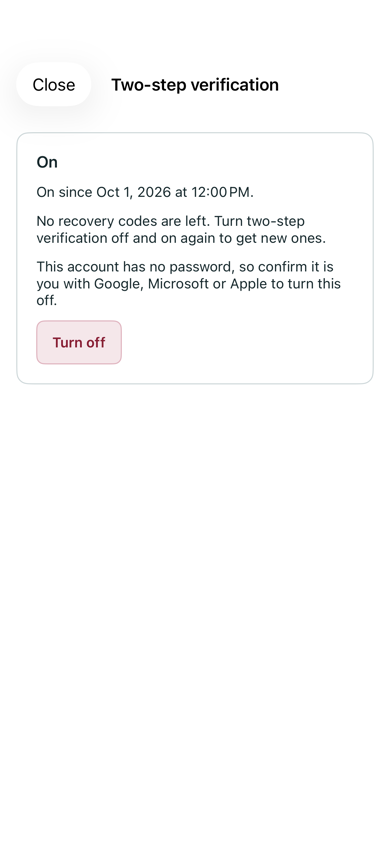 Close
Two-step verification
On
On since Oct 1, 2026 at 12:00 PM.
No recovery codes are left. Turn two-step
verification off and on again to get new ones.
This account has no password, so confirm it is
you with Google, Microsoft or Apple to turn this
off.
Turn off